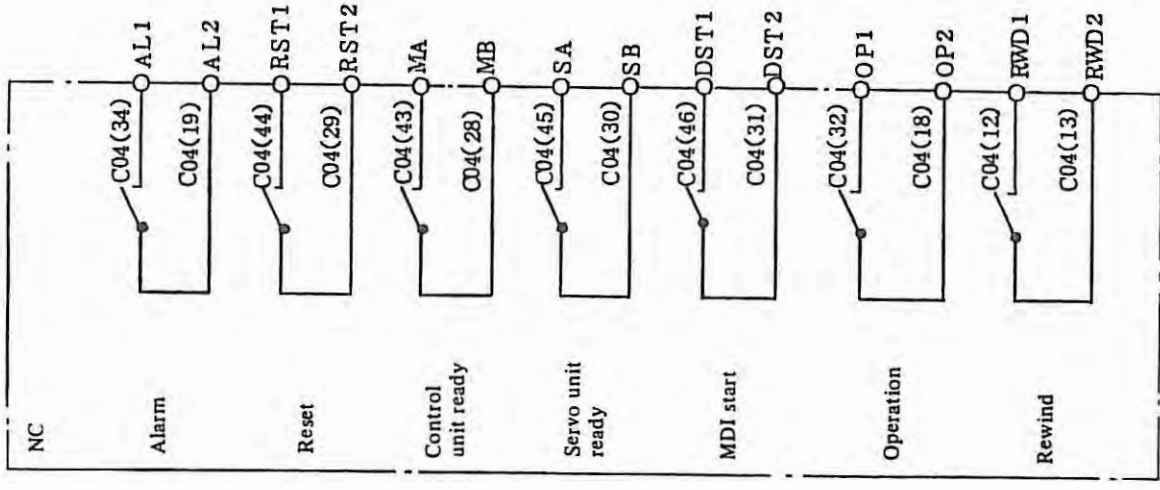 NC
Alarm
C04(34)
AL1
C04(19)
AL2
Reset
C04(44)
RST1
C04(29)
RST2
Control
unit ready
C04(43)
MA
C04(28)
MB
Servo unit
ready
C04(45)
SA
C04(30)
SB
MDI start
C04(46)
DST1
C04(31)
DST2
Operation
C04(32)
OP1
C04(18)
OP2
Rewind
C04(12)
RWD1
C04(13)
RWD2